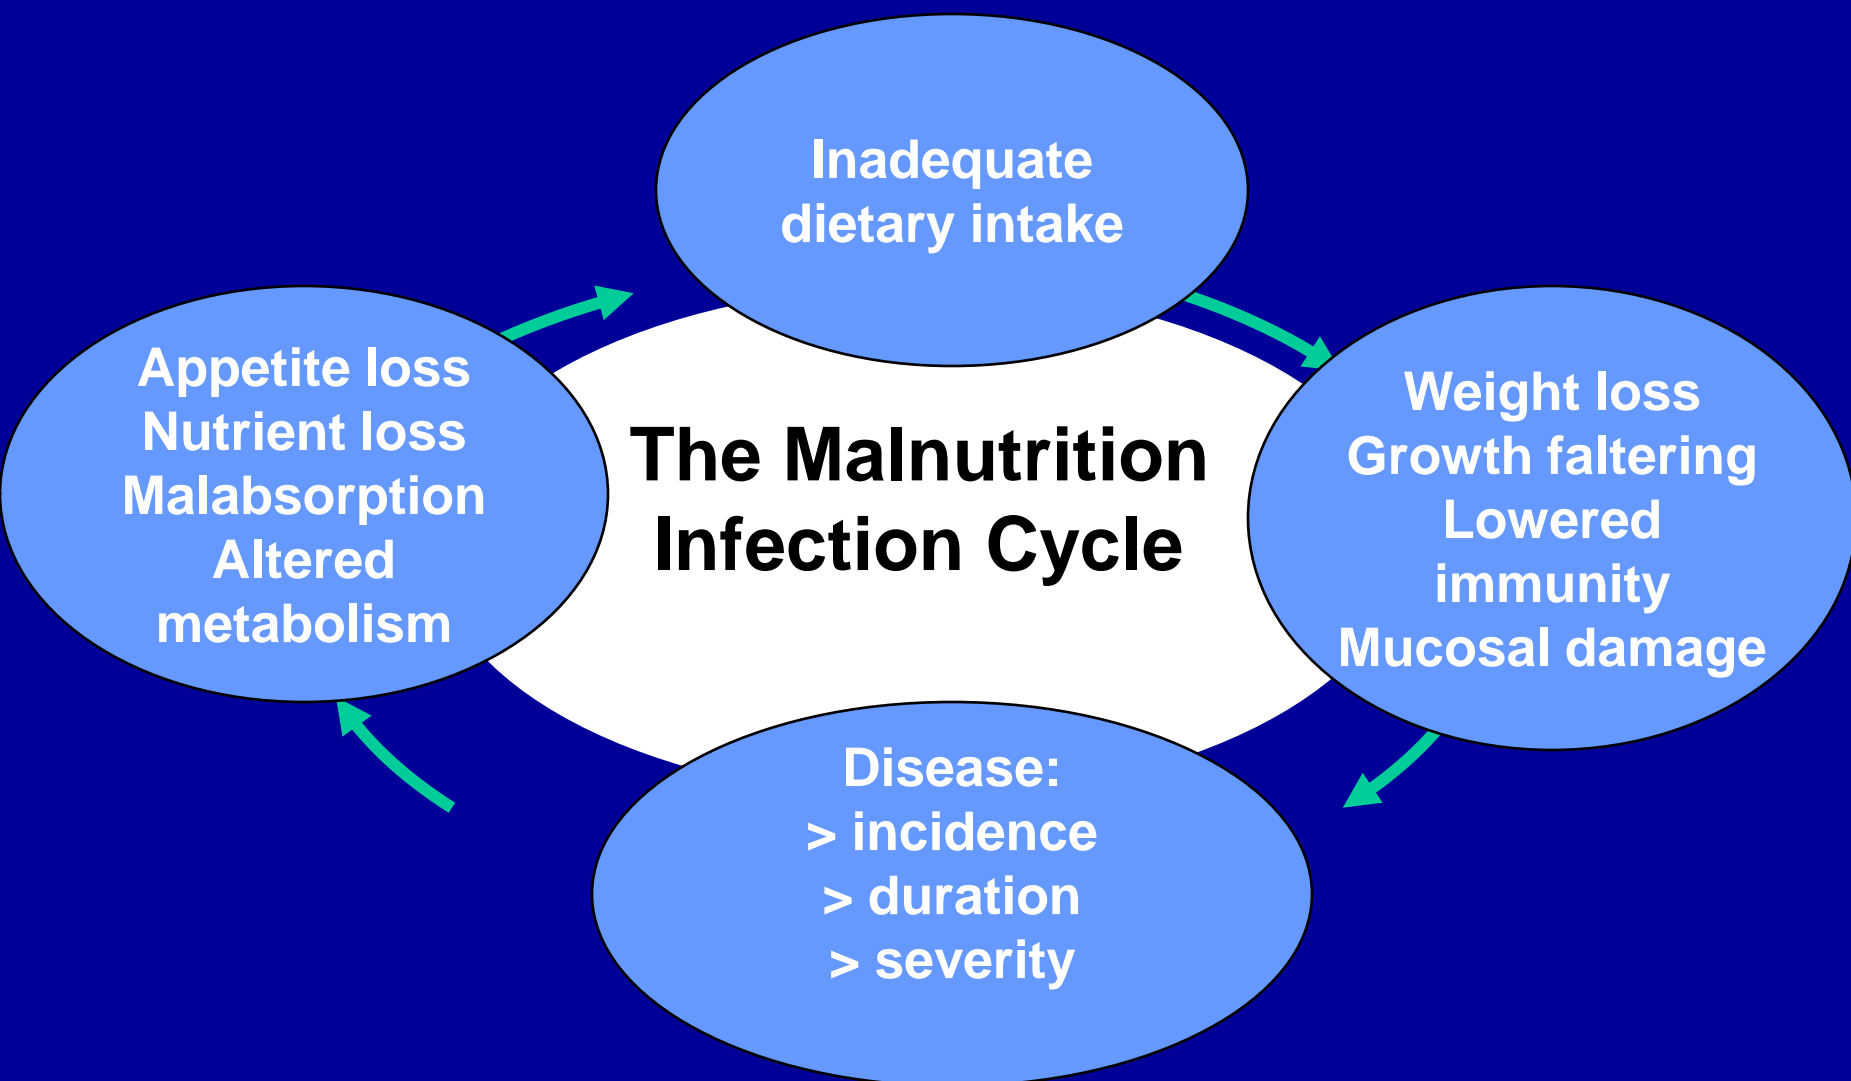 Inadequate
dietary intake
Appetite loss
Nutrient loss
Malabsorption
Altered
metabolism
The Malnutrition
Infection Cycle
Weight loss
Growth faltering
Lowered
immunity
Mucosal damage
Disease:
> incidence
> duration
> severity